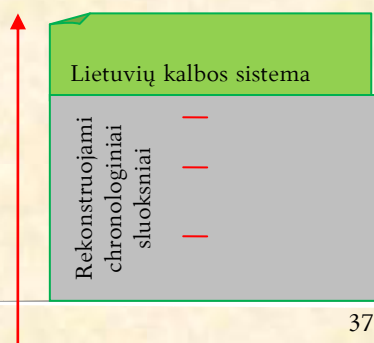 Lietuvių kalbos sistema
Rekonstruojami
chronologiniai
sluoksniai
37